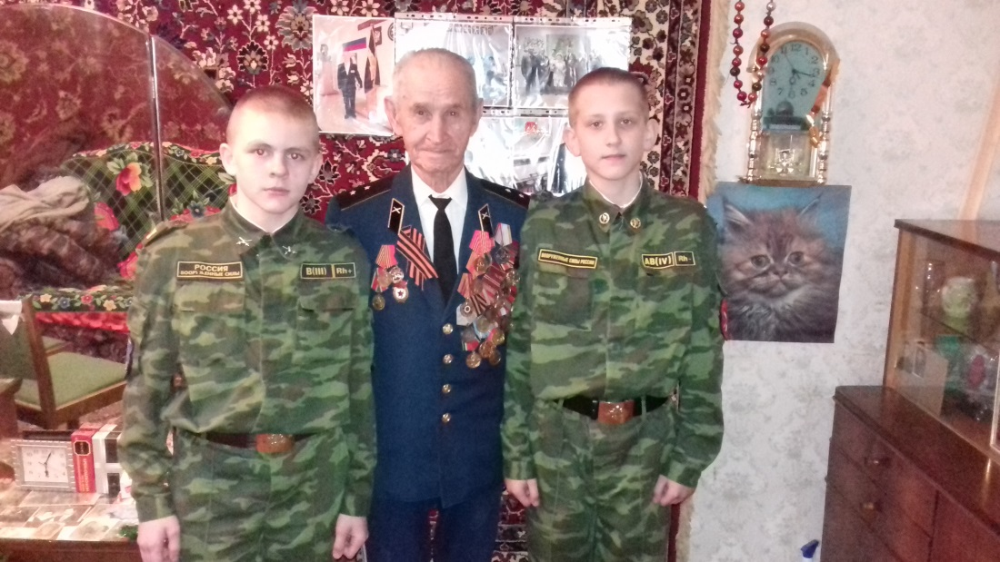 РОССИЯ
ВООРУЖЕННЫЕ СИЛЫ
B(III) Rh+
ВООРУЖЕННЫЕ СИЛЫ РОССИИ
AB(IV) Rh-